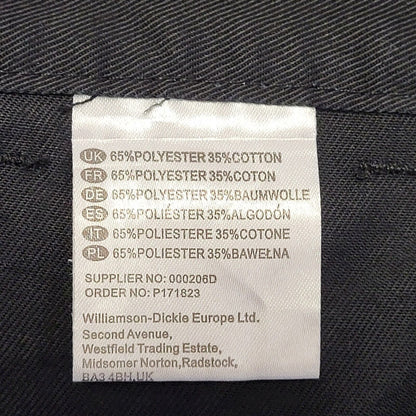 UK 65%POLYESTER 35%COTTON
FR 65%POLYESTER 35%COTON
DE 65%POLYESTER 35%BAUMWOLLE
ES 65%POLIÉSTER 35%ALGODÓN
IT 65%POLIESTERE 35%COTONE
PL 65%POLIESTER 35%BAWEŁNA
SUPPLIER NO: 000206D
ORDER NO: P171823
Williamson-Dickie Europe Ltd.
Second Avenue,
Westfield Trading Estate,
Midsomer Norton,Radstock,
BA3 4BH,UK